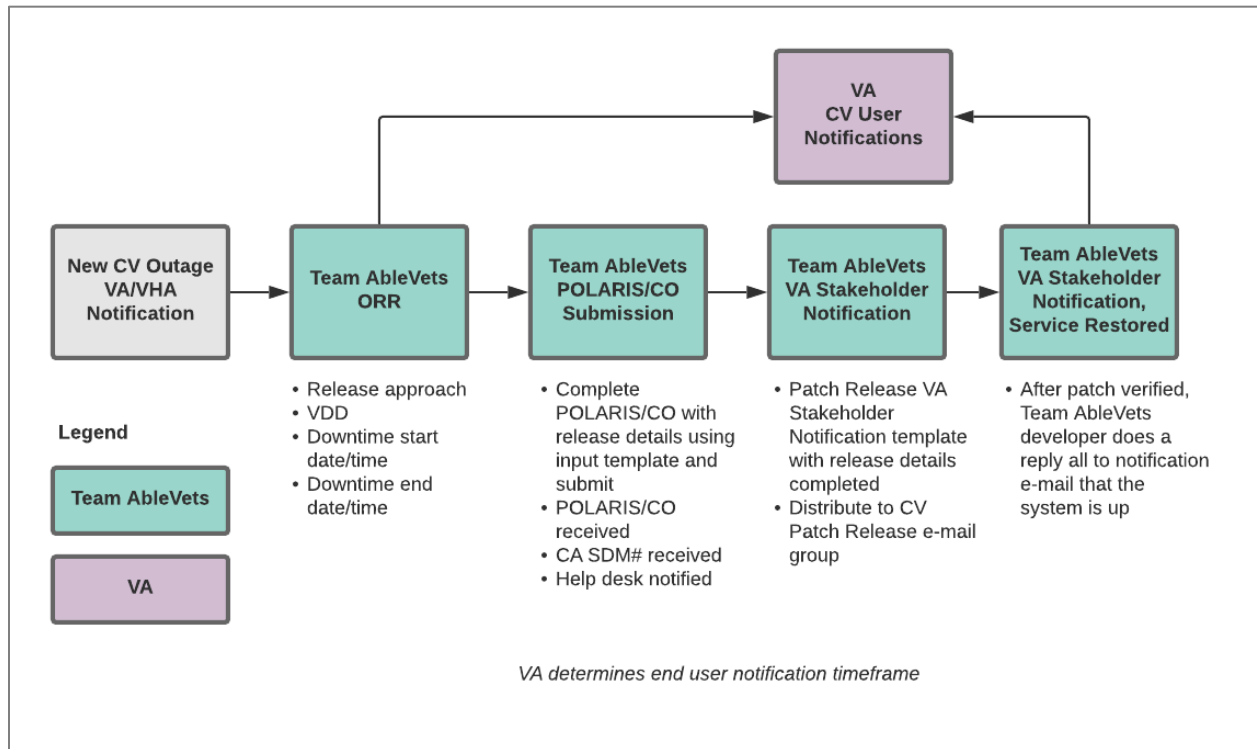 VA
CV User
Notifications
New CV Outage
VA/VHA
Notification
Team AbleVets
ORR
Team AbleVets
POLARIS/CO
Submission
Team AbleVets
VA Stakeholder
Notification
Team AbleVets
VA Stakeholder
Notification,
Service Restored
• Release approach
• VDD
• Downtime start
date/time
• Downtime end
date/time
• Complete
POLARIS/CO with
release details using
input template and
submit
• POLARIS/CO
received
• CA SDM# received
• Help desk notified
• Patch Release VA
Stakeholder
Notification template
with release details
completed
• Distribute to CV
Patch Release e-mail
group
• After patch verified,
Team AbleVets
developer does a
reply all to notification
e-mail that the
system is up
Legend
Team AbleVets
VA
VA determines end user notification timeframe